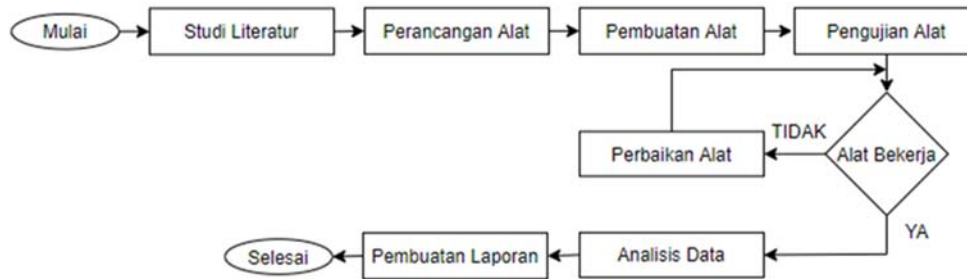 Mulai
Studi Literatur
Perancangan Alat
Pembuatan Alat
Pengujian Alat
TIDAK
Perbaikan Alat
Alat Bekerja
YA
Selesai
Pembuatan Laporan
Analisis Data